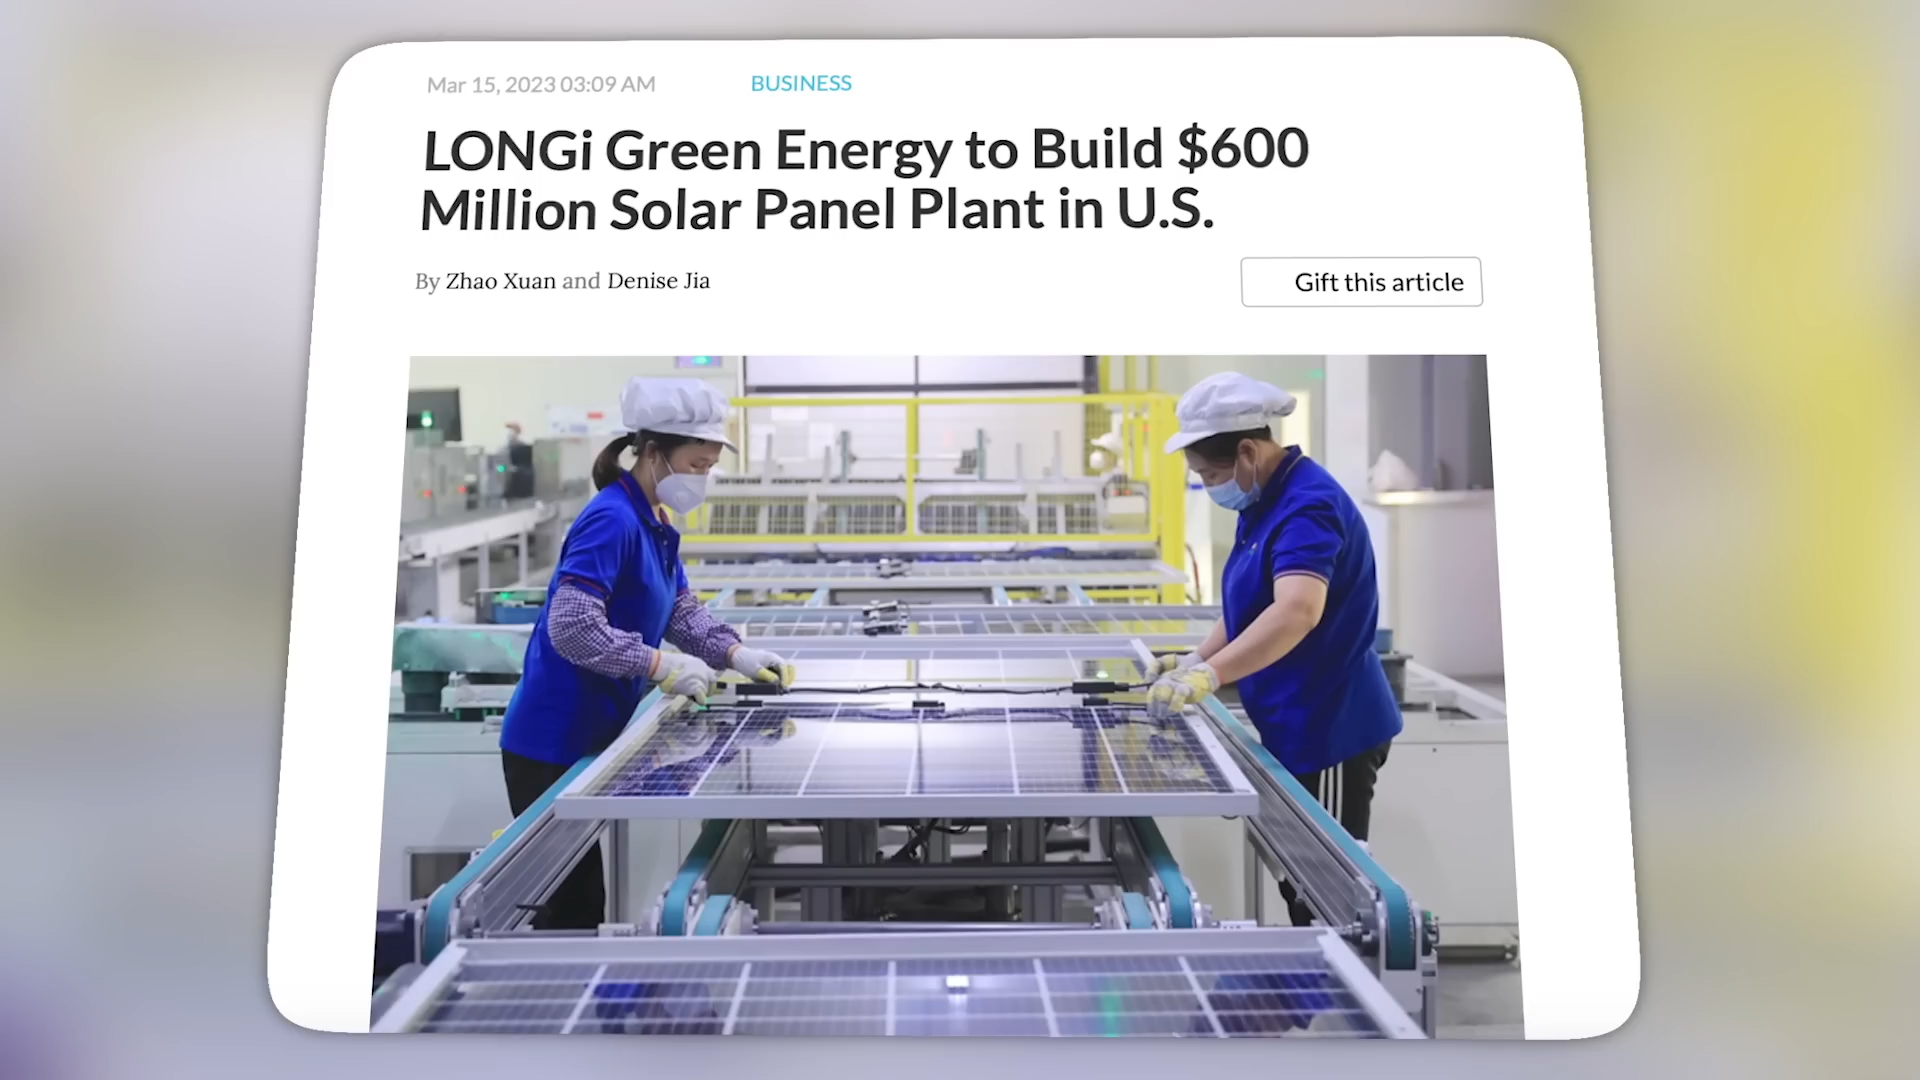 Mar 15, 2023 03:09 AM
BUSINESS
LONGi Green Energy to Build $600
Million Solar Panel Plant in U.S.
By Zhao Xuan and Denise Jia
Gift this article